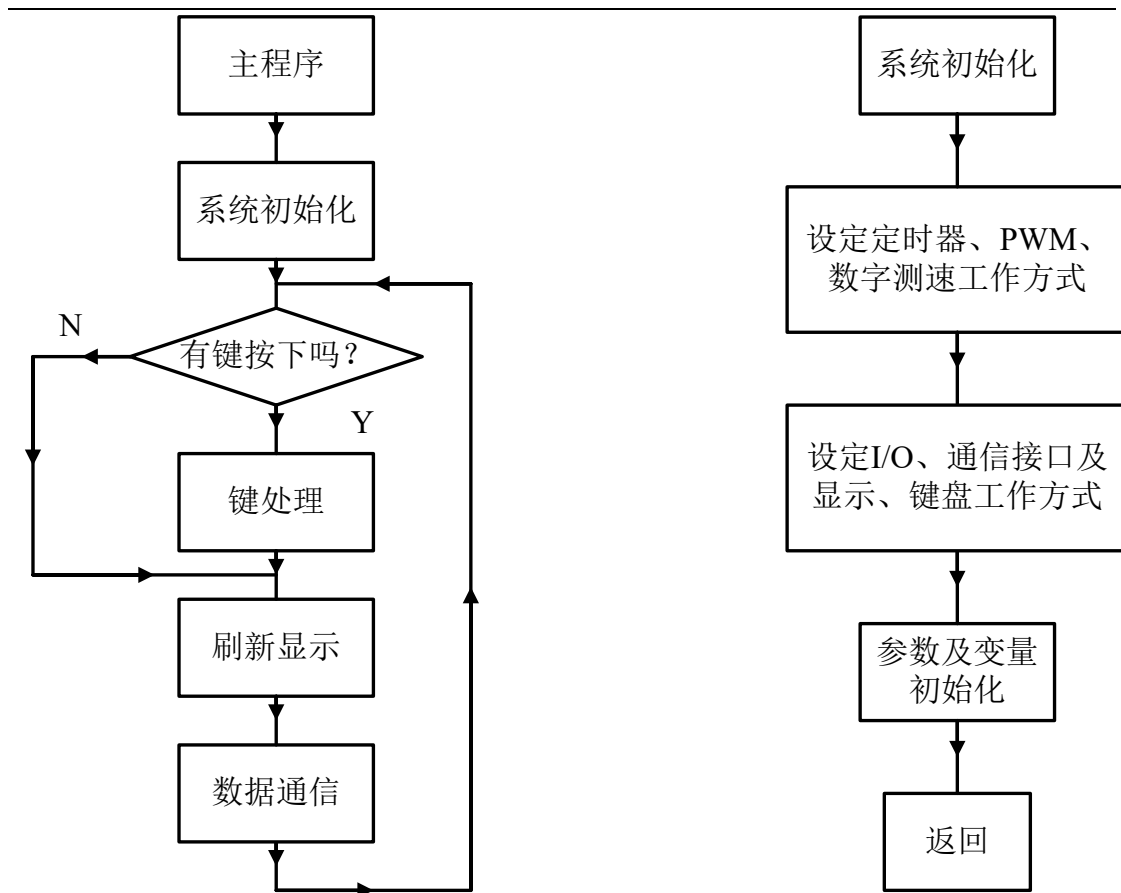 主程序
系统初始化
有键按下吗？
N
Y
键处理
刷新显示
数据通信
系统初始化
设定定时器、PWM、
数字测速工作方式
设定I/O、通信接口及
显示、键盘工作方式
参数及变量
初始化
返回